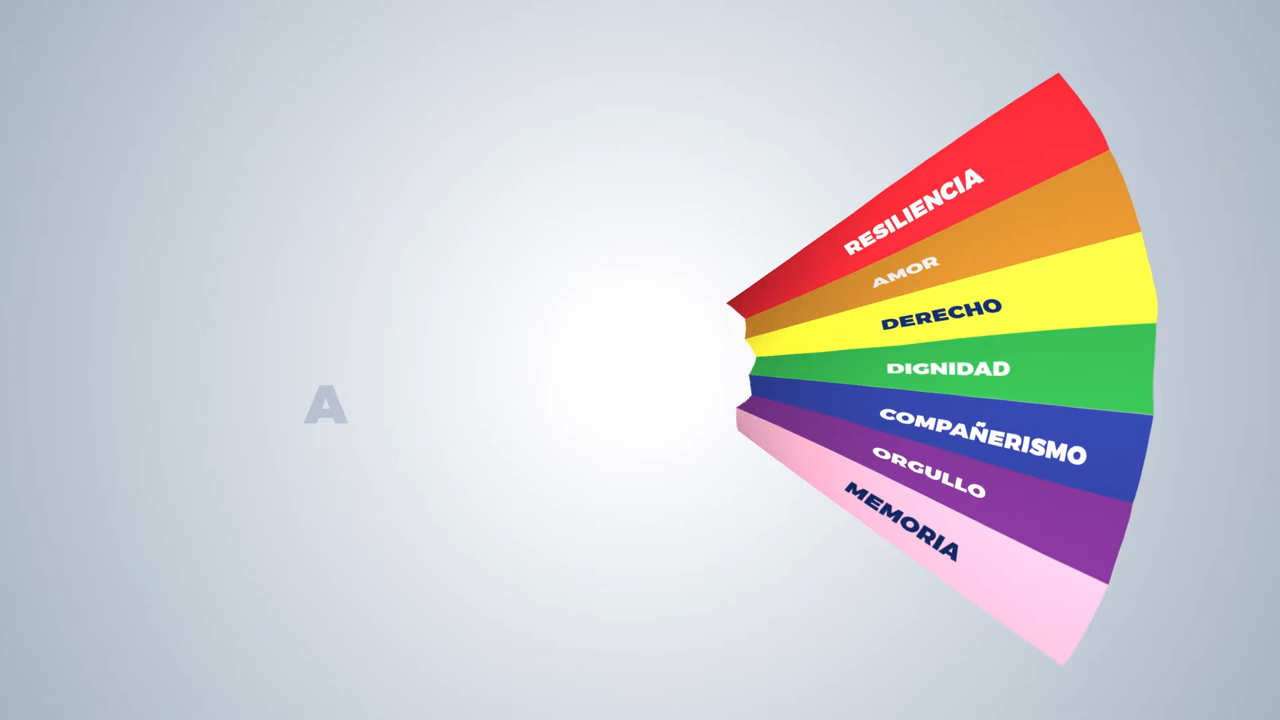 RESILIENCIA
AMOR
DERECHO
DIGNIDAD
COMPAÑERISMO
ORGULLO
MEMORIA
A